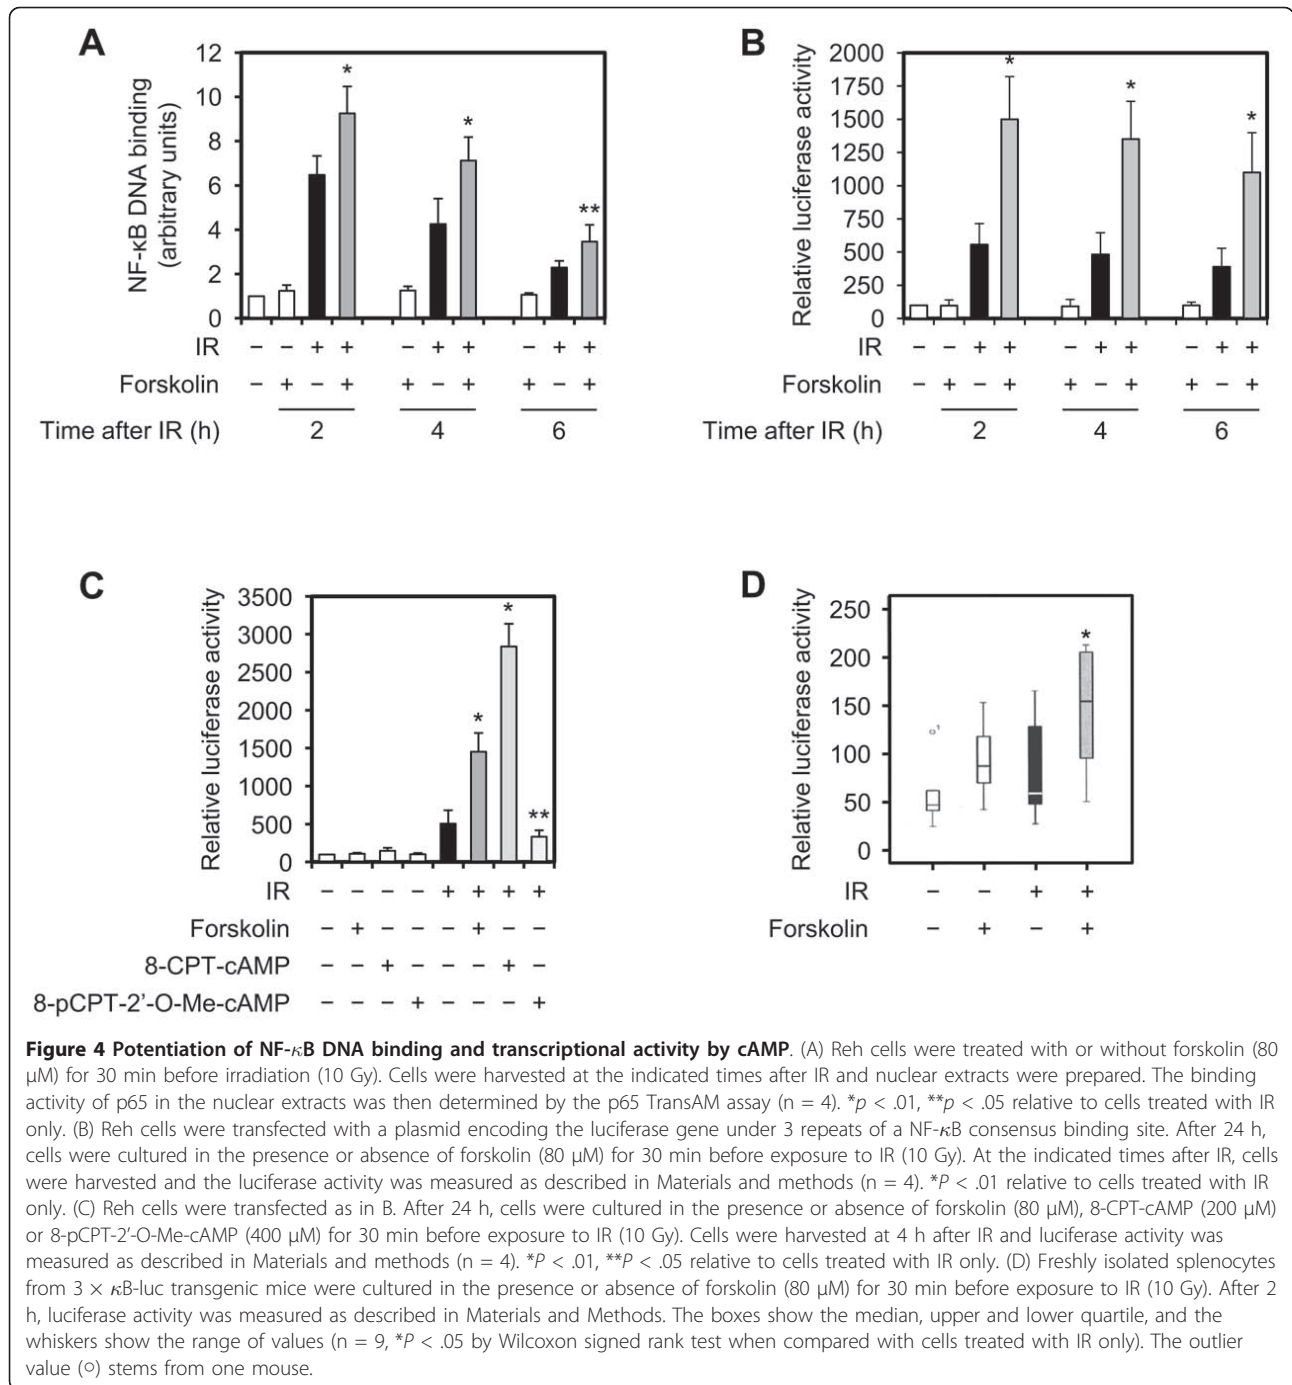 A
NF-κB DNA binding
(arbitrary units)
12
10
8
6
4
2
0
* * **
IR − − + + − + + − + +
Forskolin − + − + + − + + − +
Time after IR (h) 2 4 6
B
Relative luciferase activity
2000
1750
1500
1250
1000
750
500
250
0
* * *
IR − − + + − + + − + +
Forskolin − + − + + − + + − +
Time after IR (h) 2 4 6
C
Relative luciferase activity
3500
3000
2500
2000
1500
1000
500
0
* * **
IR − − − − + + + +
Forskolin − + − − − + − −
8-CPT-cAMP − − + − − − + −
8-pCPT-2'-O-Me-cAMP − − − + − − − +
D
Relative luciferase activity
250
200
150
100
50
0
*
IR − − + +
Forskolin − + − +
Figure 4 Potentiation of NF-κB DNA binding and transcriptional activity by cAMP. (A) Reh cells were treated with or without forskolin (80
μM) for 30 min before irradiation (10 Gy). Cells were harvested at the indicated times after IR and nuclear extracts were prepared. The binding
activity of p65 in the nuclear extracts was then determined by the p65 TransAM assay (n = 4). *p < .01, **p < .05 relative to cells treated with IR
only. (B) Reh cells were transfected with a plasmid encoding the luciferase gene under 3 repeats of a NF-κB consensus binding site. After 24 h,
cells were cultured in the presence or absence of forskolin (80 μM) for 30 min before exposure to IR (10 Gy). At the indicated times after IR, cells
were harvested and the luciferase activity was measured as described in Materials and methods (n = 4). *P < .01 relative to cells treated with IR
only. (C) Reh cells were transfected as in B. After 24 h, cells were cultured in the presence or absence of forskolin (80 μM), 8-CPT-cAMP (200 μM)
or 8-pCPT-2'-O-Me-cAMP (400 μM) for 30 min before exposure to IR (10 Gy). Cells were harvested at 4 h after IR and luciferase activity was
measured as described in Materials and methods (n = 4). *P < .01, **P < .05 relative to cells treated with IR only. (D) Freshly isolated splenocytes
from 3 × κB-luc transgenic mice were cultured in the presence or absence of forskolin (80 μM) for 30 min before exposure to IR (10 Gy). After 2
h, luciferase activity was measured as described in Materials and Methods. The boxes show the median, upper and lower quartile, and the
whiskers show the range of values (n = 9, *P < .05 by Wilcoxon signed rank test when compared with cells treated with IR only). The outlier
value (○) stems from one mouse.